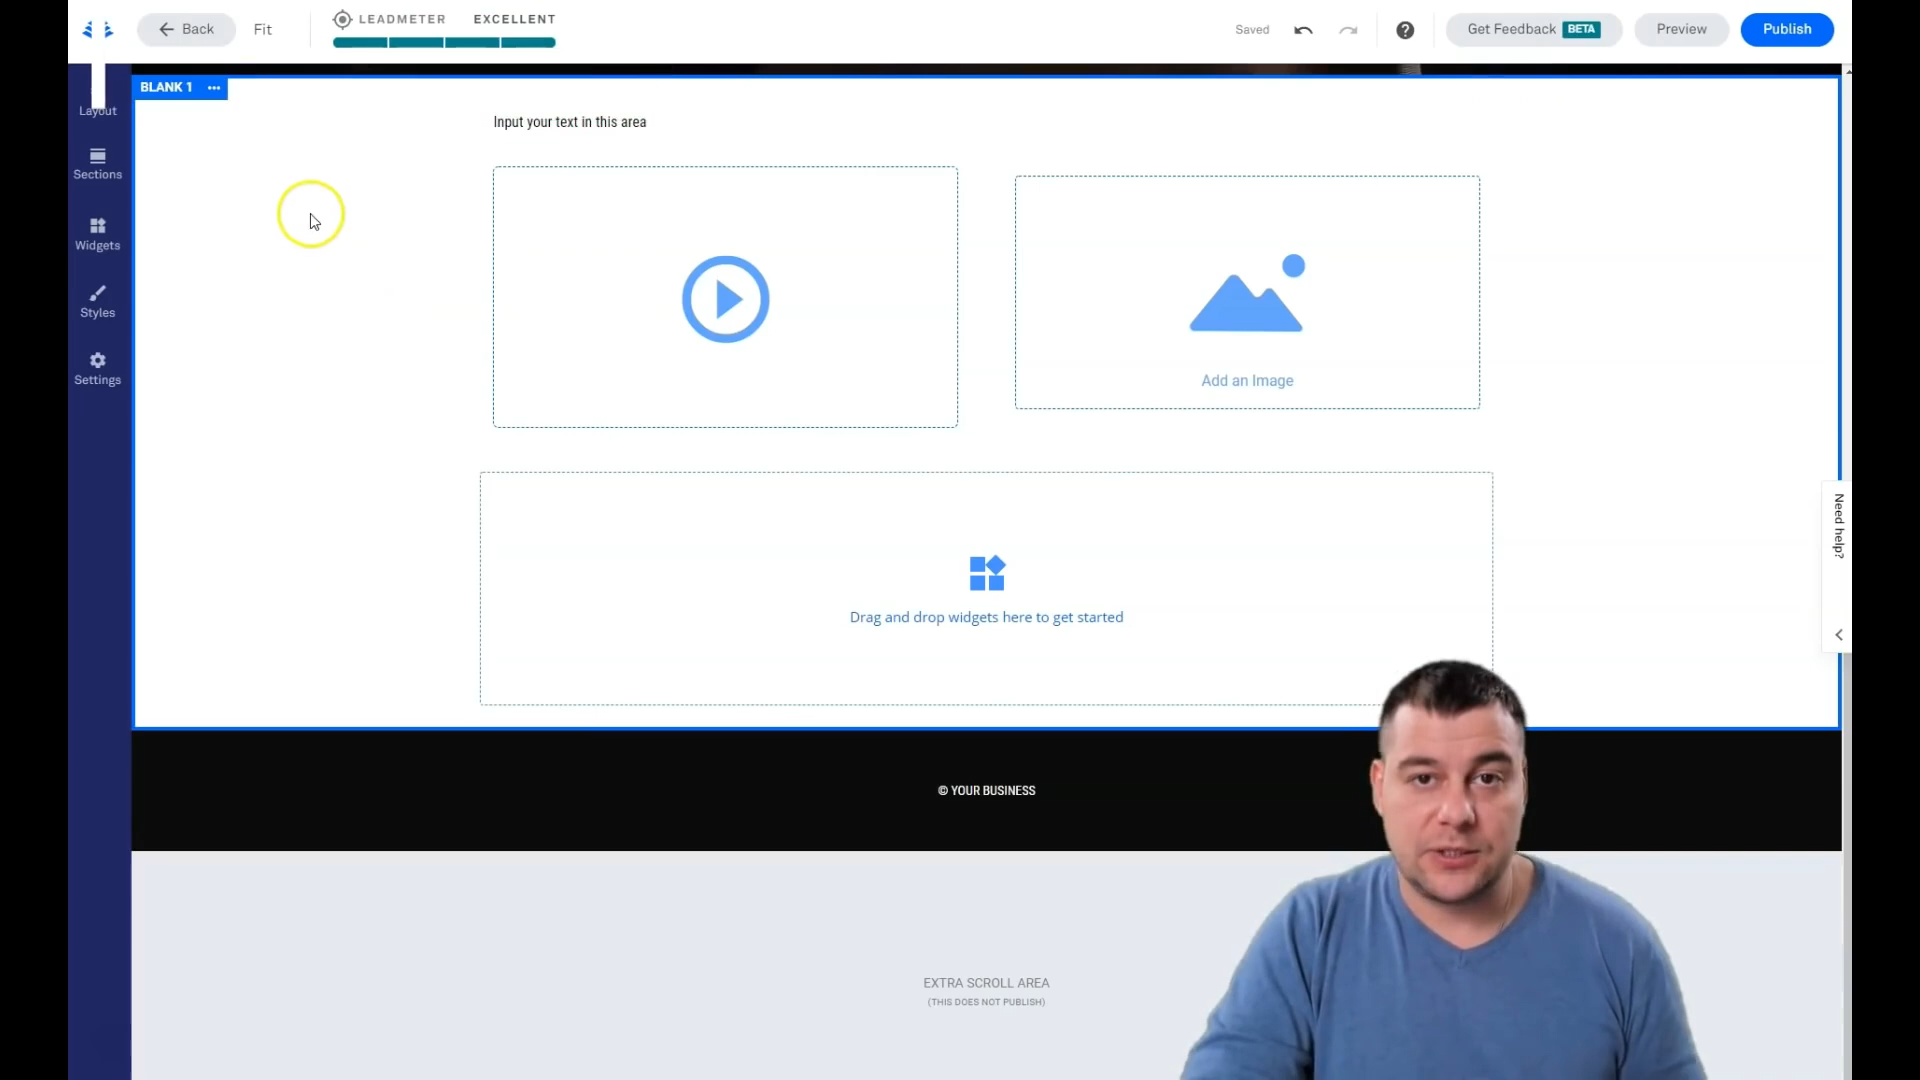 Back
Fit
LEADMETER EXCELLENT
Saved
?
Get Feedback BETA
Preview
Publish
Layout
Sections
Widgets
Styles
Settings
BLANK 1 •••
Input your text in this area
Add an Image
Drag and drop widgets here to get started
Need help?
© YOUR BUSINESS
EXTRA SCROLL AREA
(THIS DOES NOT PUBLISH)